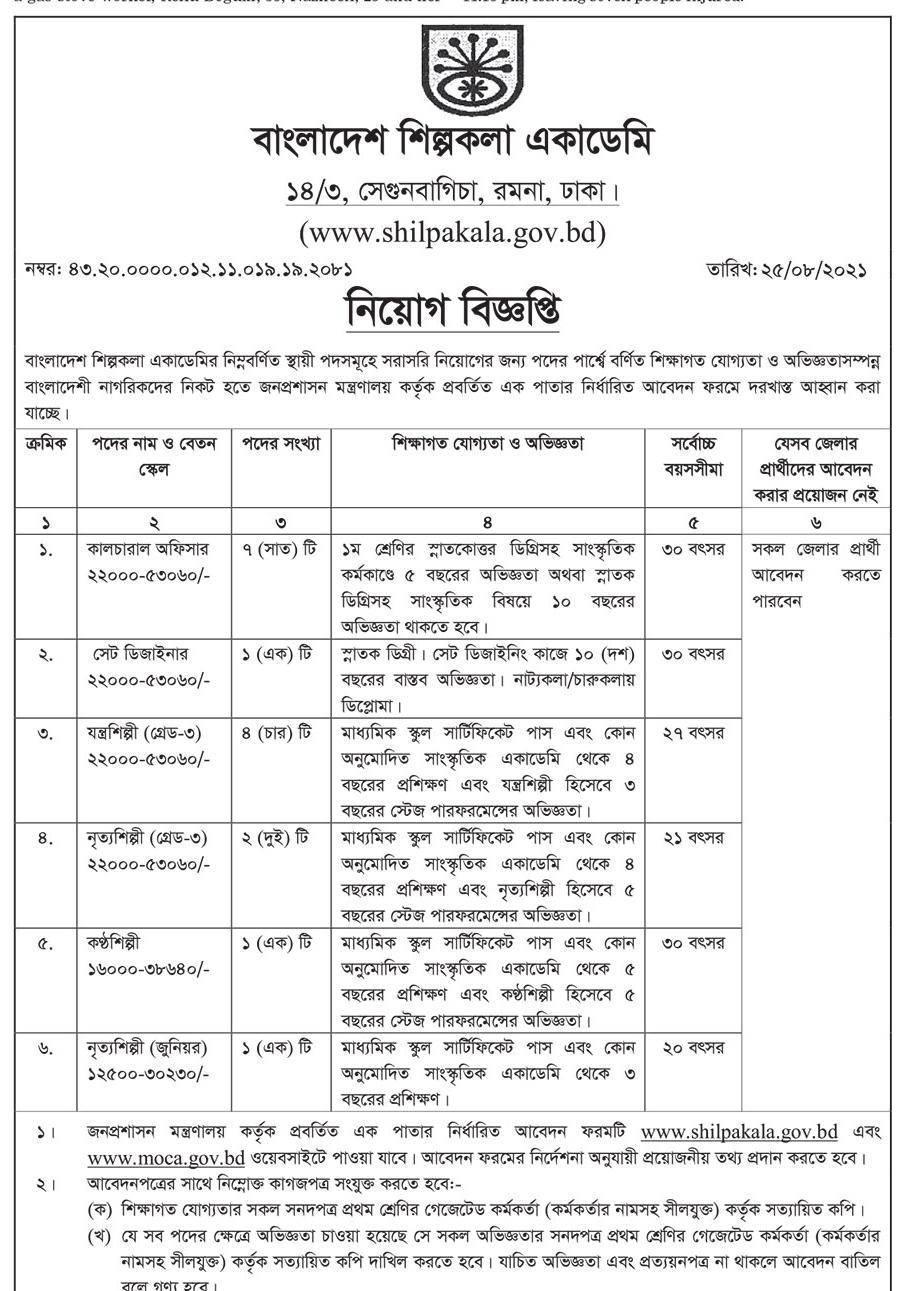 বাংলাদেশ শিল্পকলা একাডেমি
১৪/৩, সেগুনবাগিচা, রমনা, ঢাকা।
(www.shilpakala.gov.bd)
নম্বর: ৪৩.২০.০০০০.০১২.১১.০১৯.১৯.২০৮১ তারিখ: ২৫/০৮/২০২১
নিয়োগ বিজ্ঞপ্তি
বাংলাদেশ শিল্পকলা একাডেমির নিম্নবর্ণিত স্থায়ী পদসমূহে সরাসরি নিয়োগের জন্য পদের পার্শ্বে বর্ণিত শিক্ষাগত যোগ্যতা ও অভিজ্ঞতাসম্পন্ন
বাংলাদেশী নাগরিকদের নিকট হতে জনপ্রশাসন মন্ত্রণালয় কর্তৃক প্রবর্তিত এক পাতার নির্ধারিত আবেদন ফরমে দরখাস্ত আহ্বান করা
যাচ্ছে।
ক্রমিক পদের নাম ও বেতন পদের সংখ্যা শিক্ষাগত যোগ্যতা ও অভিজ্ঞতা সর্বোচ্চ যেসব জেলার
স্কেল বয়সসীমা প্রার্থীদের আবেদন
করার প্রয়োজন নেই
১ ২ ৩ ৪ ৫ ৬
১. কালচারাল অফিসার ৭ (সাত) টি ১ম শ্রেণির স্নাতকোত্তর ডিগ্রিসহ সাংস্কৃতিক ৩০ বৎসর সকল জেলার প্রার্থী
২২০০০-৫৩০৬০/- কর্মকাণ্ডে ৫ বছরের অভিজ্ঞতা অথবা স্নাতক আবেদন করতে
ডিগ্রিসহ সাংস্কৃতিক বিষয়ে ১০ বছরের পারবেন
অভিজ্ঞতা থাকতে হবে।
২. সেট ডিজাইনার ১ (এক) টি স্নাতক ডিগ্রী। সেট ডিজাইনিং কাজে ১০ (দশ) ৩০ বৎসর
২২০০০-৫৩০৬০/- বছরের বাস্তব অভিজ্ঞতা। নাট্যকলা/চারুকলায়
ডিপ্লোমা।
৩. যন্ত্রশিল্পী (গ্রেড-৩) ৪ (চার) টি মাধ্যমিক স্কুল সার্টিফিকেট পাস এবং কোন ২৭ বৎসর
২২০০০-৫৩০৬০/- অনুমোদিত সাংস্কৃতিক একাডেমি থেকে ৪
বছরের প্রশিক্ষণ এবং যন্ত্রশিল্পী হিসেবে ৩
বছরের স্টেজ পারফরমেন্সের অভিজ্ঞতা।
৪. নৃত্যশিল্পী (গ্রেড-৩) ২ (দুই) টি মাধ্যমিক স্কুল সার্টিফিকেট পাস এবং কোন ২১ বৎসর
২২০০০-৫৩০৬০/- অনুমোদিত সাংস্কৃতিক একাডেমি থেকে ৪
বছরের প্রশিক্ষণ এবং নৃত্যশিল্পী হিসেবে ৫
বছরের স্টেজ পারফরমেন্সের অভিজ্ঞতা।
৫. কণ্ঠশিল্পী ১ (এক) টি মাধ্যমিক স্কুল সার্টিফিকেট পাস এবং কোন ৩০ বৎসর
১৬০০০-৩৮৬৪০/- অনুমোদিত সাংস্কৃতিক একাডেমি থেকে ৫
বছরের প্রশিক্ষণ এবং কণ্ঠশিল্পী হিসেবে ৫
বছরের স্টেজ পারফরমেন্সের অভিজ্ঞতা।
৬. নৃত্যশিল্পী (জুনিয়র) ১ (এক) টি মাধ্যমিক স্কুল সার্টিফিকেট পাস এবং কোন ২০ বৎসর
১২৫০০-৩০২৩০/- অনুমোদিত সাংস্কৃতিক একাডেমি থেকে ৩
বছরের প্রশিক্ষণ।
১। জনপ্রশাসন মন্ত্রণালয় কর্তৃক প্রবর্তিত এক পাতার নির্ধারিত আবেদন ফরমটি www.shilpakala.gov.bd এবং
www.moca.gov.bd ওয়েবসাইটে পাওয়া যাবে। আবেদন ফরমের নির্দেশনা অনুযায়ী প্রয়োজনীয় তথ্য প্রদান করতে হবে।
২। আবেদনপত্রের সাথে নিম্নোক্ত কাগজপত্র সংযুক্ত করতে হবে:-
(ক) শিক্ষাগত যোগ্যতার সকল সনদপত্র প্রথম শ্রেণির গেজেটেড কর্মকর্তা (কর্মকর্তার নামসহ সীলযুক্ত) কর্তৃক সত্যায়িত কপি।
(খ) যে সব পদের ক্ষেত্রে অভিজ্ঞতা চাওয়া হয়েছে সে সকল অভিজ্ঞতার সনদপত্র প্রথম শ্রেণির গেজেটেড কর্মকর্তা (কর্মকর্তার
নামসহ সীলযুক্ত) কর্তৃক সত্যায়িত কপি দাখিল করতে হবে। যাচিত অভিজ্ঞতা এবং প্রত্যয়নপত্র না থাকলে আবেদন বাতিল
বলে গণ্য হবে।